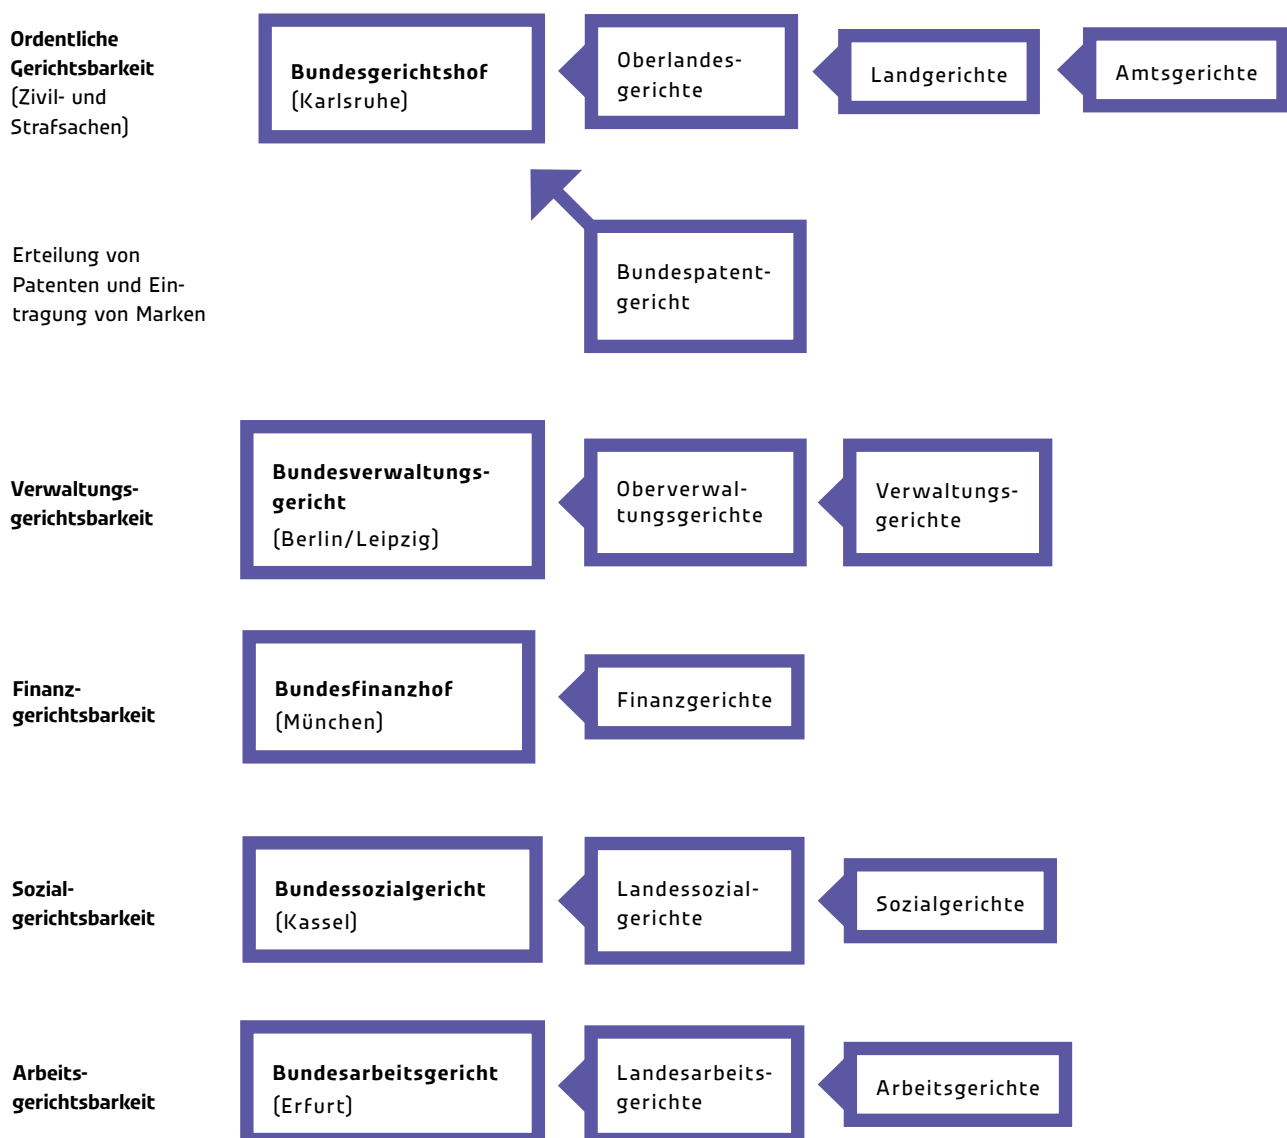 Ordentliche
Gerichtsbarkeit
(Zivil- und
Strafsachen)
Bundesgerichtshof
(Karlsruhe)
Oberlandes-
gerichte
Landgerichte
Amtsgerichte
Erteilung von
Patenten und Ein-
tragung von Marken
Bundespatent-
gericht
Verwaltungs-
gerichtsbarkeit
Bundesverwaltungs-
gericht
(Berlin/Leipzig)
Oberverwal-
tungsgerichte
Verwaltungs-
gerichte
Finanz-
gerichtsbarkeit
Bundesfinanzhof
(München)
Finanzgerichte
Sozial-
gerichtsbarkeit
Bundessozialgericht
(Kassel)
Landessozial-
gerichte
Sozialgerichte
Arbeits-
gerichtsbarkeit
Bundesarbeitsgericht
(Erfurt)
Landesarbeits-
gerichte
Arbeitsgerichte